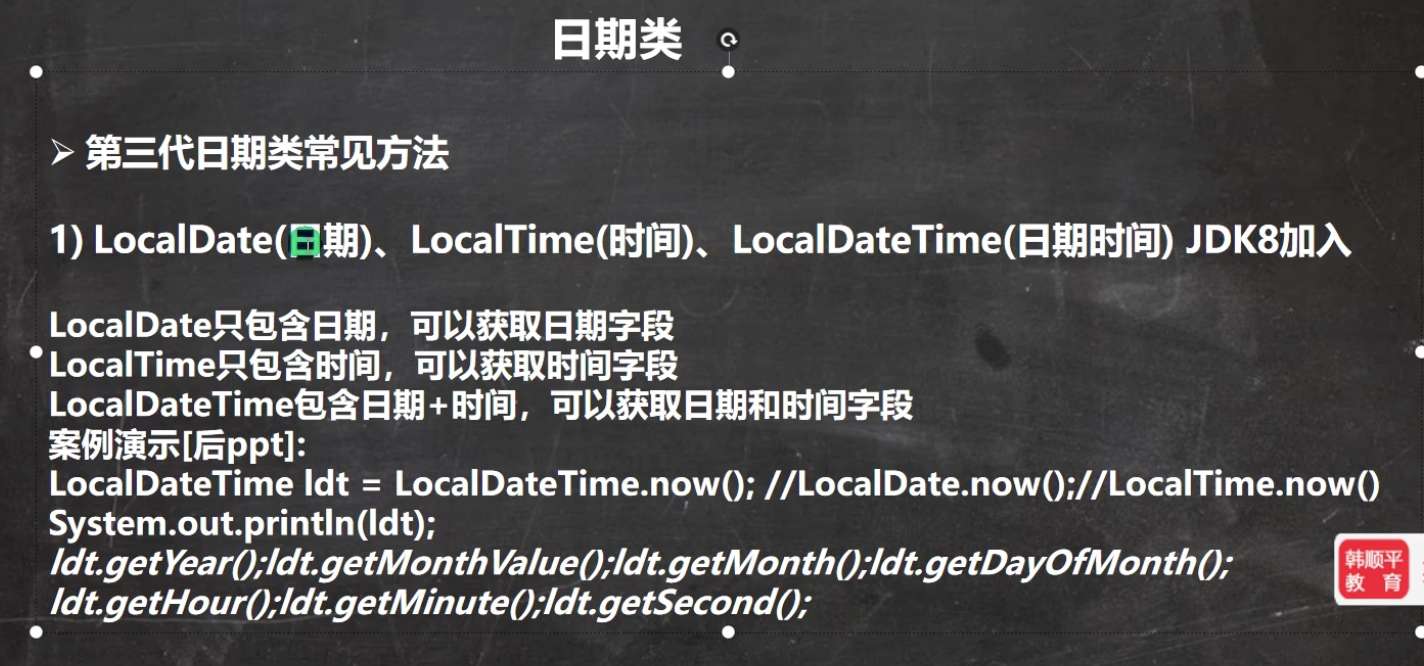 日期类
➢ 第三代日期类常见方法
1) LocalDate(日期)、LocalTime(时间)、LocalDateTime(日期时间) JDK8加入
LocalDate只包含日期，可以获取日期字段
LocalTime只包含时间，可以获取时间字段
LocalDateTime包含日期+时间，可以获取日期和时间字段
案例演示[后ppt]:
LocalDateTime ldt = LocalDateTime.now(); //LocalDate.now();//LocalTime.now()
System.out.println(ldt);
ldt.getYear();ldt.getMonthValue();ldt.getMonth();ldt.getDayOfMonth();
ldt.getHour();ldt.getMinute();ldt.getSecond();
韩顺平
教 育